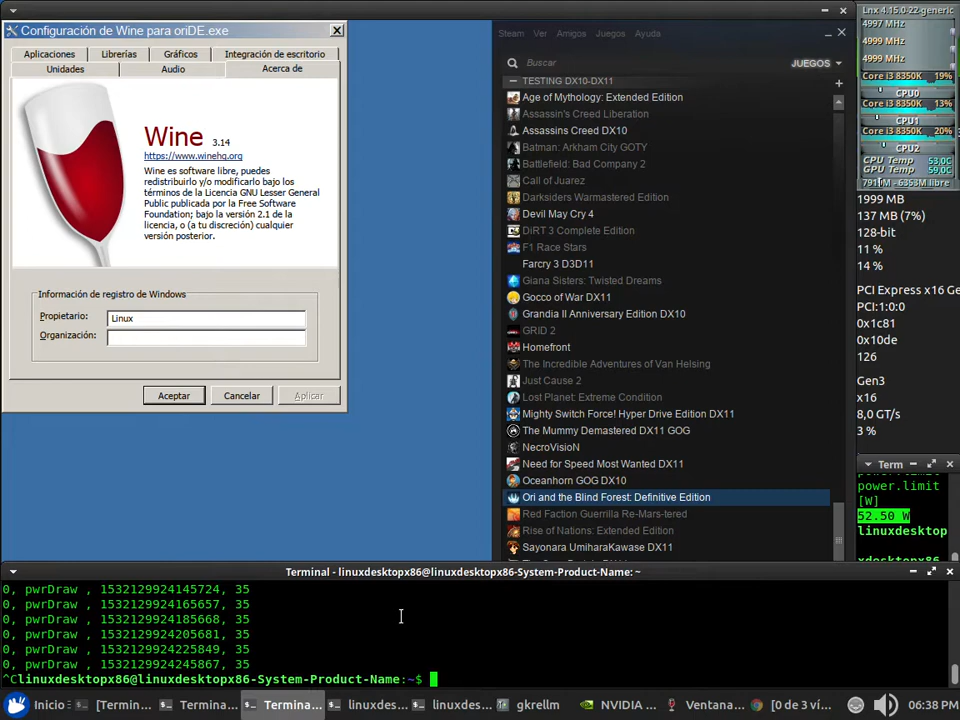 Configuración de Wine para oriDE.exe
Aplicaciones
Librerías
Gráficos
Integración de escritorio
Unidades
Audio
Acerca de
Wine 3.14
https://www.winehq.org
Wine es software libre, puedes
redistribuirlo y/o modificarlo bajo los
términos de la Licencia GNU Lesser General
Public publicada por la Free Software
Foundation; bajo la versión 2.1 de la
licencia, o (a tu discreción) cualquier
versión posterior.
Información de registro de Windows
Propietario:
Linux
Organización:
Aceptar
Cancelar
Aplicar
Steam Ver Amigos Juegos Ayuda
Buscar
JUEGOS
TESTING DX10-DX11
Age of Mythology: Extended Edition
Assassin's Creed Liberation
Assassins Creed DX10
Batman: Arkham City GOTY
Battlefield: Bad Company 2
Call of Juarez
Darksiders Warmastered Edition
Devil May Cry 4
DiRT 3 Complete Edition
F1 Race Stars
Farcry 3 D3D11
Giana Sisters: Twisted Dreams
Gocco of War DX11
Grandia II Anniversary Edition DX10
GRID 2
Homefront
The Incredible Adventures of Van Helsing
Just Cause 2
Lost Planet: Extreme Condition
Mighty Switch Force! Hyper Drive Edition DX11
The Mummy Demastered DX11 GOG
NecroVisioN
Need for Speed Most Wanted DX11
Oceanhorn GOG DX10
Ori and the Blind Forest: Definitive Edition
Red Faction Guerrilla Re-Mars-tered
Rise of Nations: Extended Edition
Sayonara UmiharaKawase DX11
Lnx 4.15.0-22-generic
4997 MHz
4999 MHz
4999 MHz
Core i3 8350K 19%
CPU0
Core i3 8350K 13%
CPU1
Core i3 8350K 20%
CPU2
CPU Temp 53,0C
GPU Temp 59,0C
- 6353M libre
1999 MB
137 MB (7%)
128-bit
11 %
14 %
PCI Express x16 Ge
PCI:1:0:0
0x1c81
0x10de
126
Gen3
x16
8,0 GT/s
3 %
Term
power.limit
[W]
52.50 W
linuxdesktop
Terminal - linuxdesktopx86@linuxdesktopx86-System-Product-Name: ~
0, pwrDraw , 1532129924145724, 35
0, pwrDraw , 1532129924165657, 35
0, pwrDraw , 1532129924185668, 35
0, pwrDraw , 1532129924205681, 35
0, pwrDraw , 1532129924225849, 35
0, pwrDraw , 1532129924245867, 35
^Clinuxdesktopx86@linuxdesktopx86-System-Product-Name:~$
Inicio
[Termin...
Termina...
Termina...
linuxdes...
linuxdes...
gkrellm
NVIDIA ...
Ventana...
[0 de 3 ví...
06:38 PM